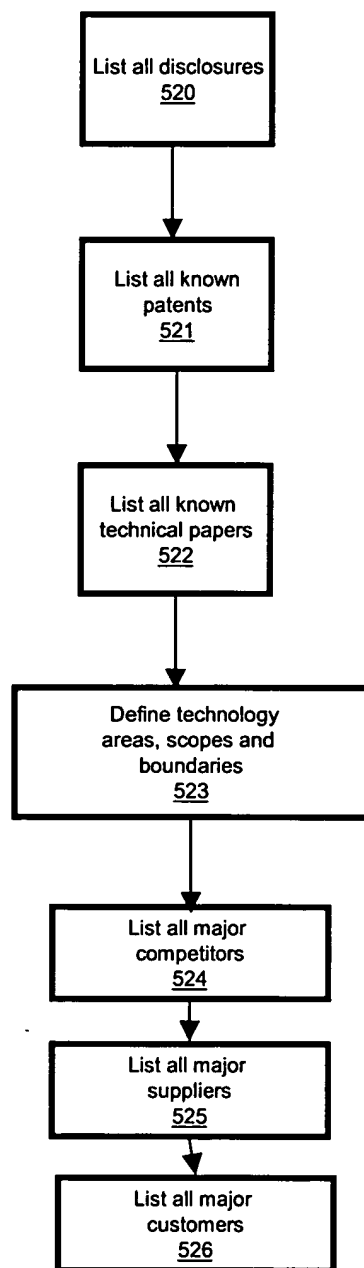 List all disclosures
520
List all known
patents
521
List all known
technical papers
522
Define technology
areas, scopes and
boundaries
523
List all major
competitors
524
List all major
suppliers
525
List all major
customers
526